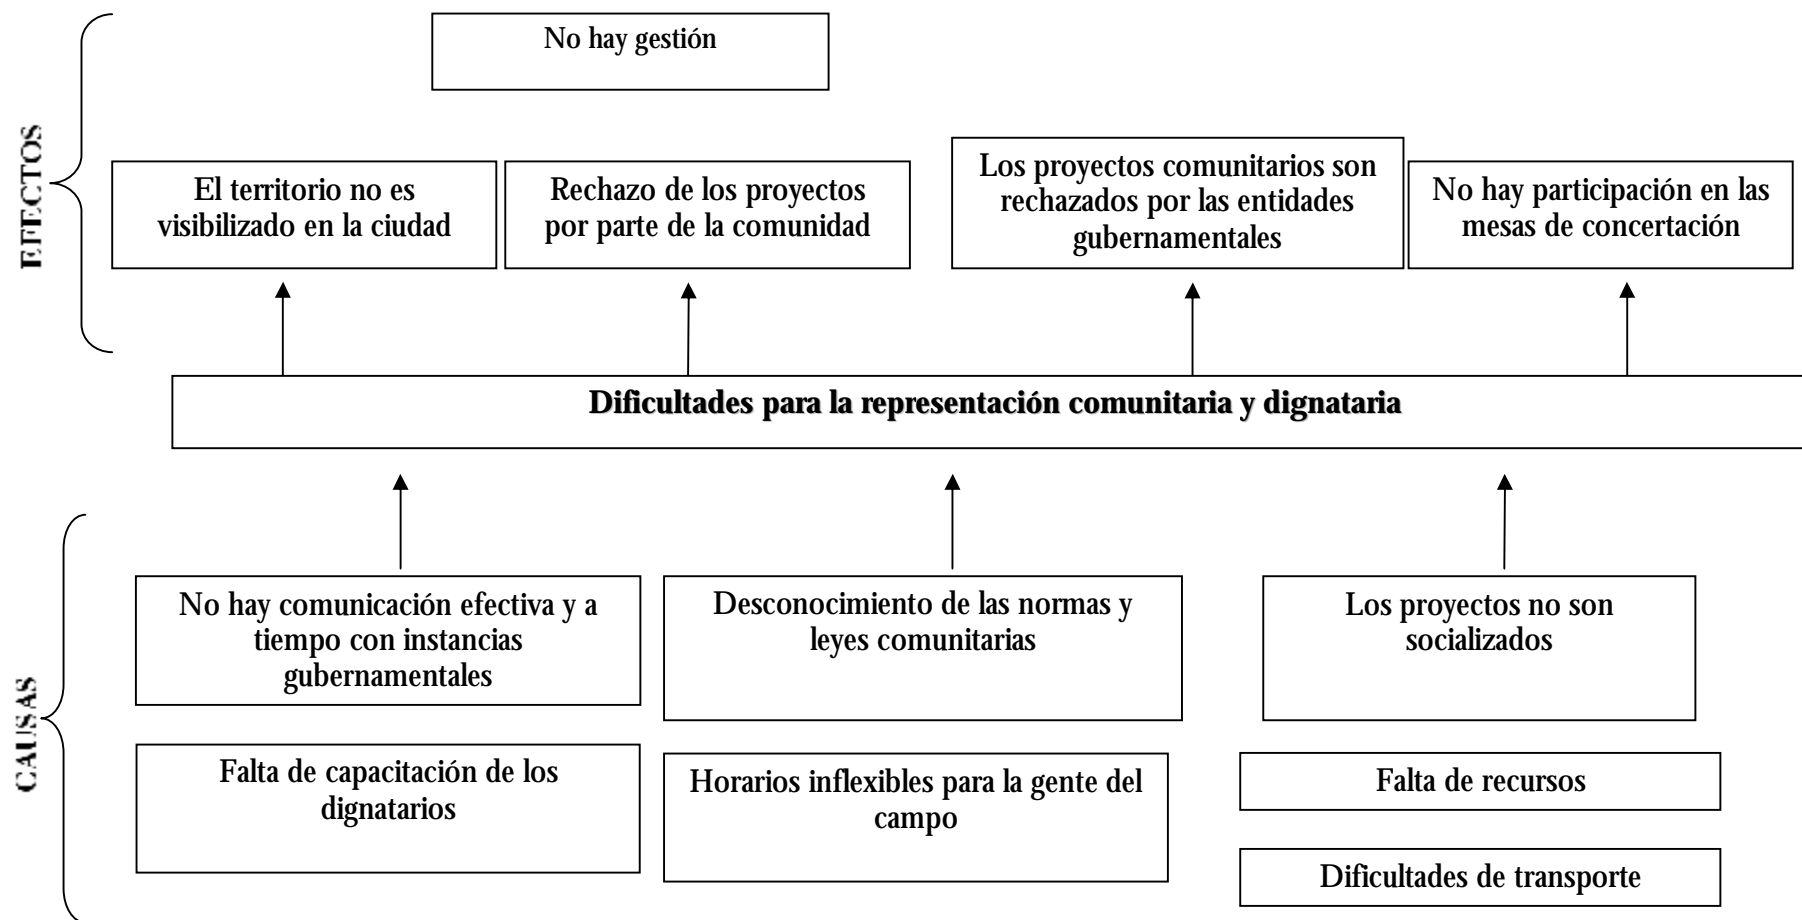 No hay gestión
EFECTOS
El territorio no es
visibilizado en la ciudad
Rechazo de los proyectos
por parte de la comunidad
Los proyectos comunitarios son
rechazados por las entidades
gubernamentales
No hay participación en las
mesas de concertación
Dificultades para la representación comunitaria y dignataria
CAUSAS
No hay comunicación efectiva y a
tiempo con instancias
gubernamentales
Desconocimiento de las normas y
leyes comunitarias
Los proyectos no son
socializados
Falta de capacitación de los
dignatarios
Horarios inflexibles para la gente del
campo
Falta de recursos
Dificultades de transporte